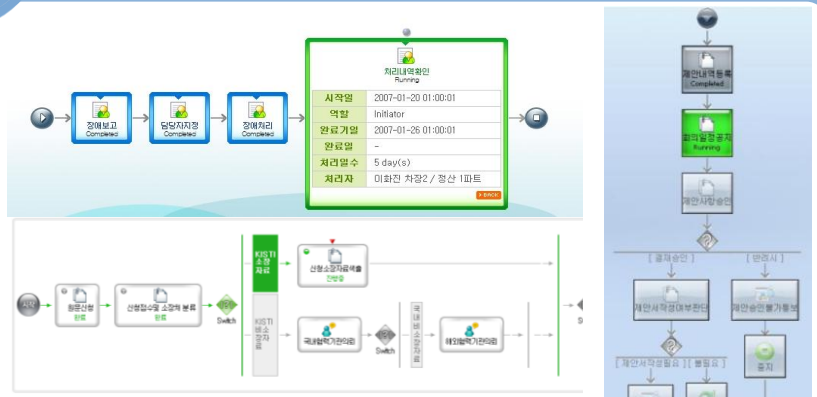 장애보고
Completed
담당자지정
Completed
장애처리
Completed
처리내역확인
Running
시작일 2007-01-20 01:00:01
역할 Initiator
완료기일 2007-01-26 01:00:01
완료일 -
처리일수 5 day(s)
처리자 이화진 차장2 / 정산 1파트
BACK
시작
원문신청
완료
신청접수및 소장처 분류
완료
Switch
KISTI
소장
자료
신청소장자료색출
진행중
KISTI
비소
장자
료
국내협력기관의뢰
Switch
국
내
비
소
장
자
료
해외협력기관의뢰
제안내역등록
Completed
회의일정공지
Running
제안사항승인
[ 결재승인 ] [ 반려시 ]
제안서작성여부판단
제안승인불가통보
[ 제안서작성필요 ] [ 불필요 ]
중지